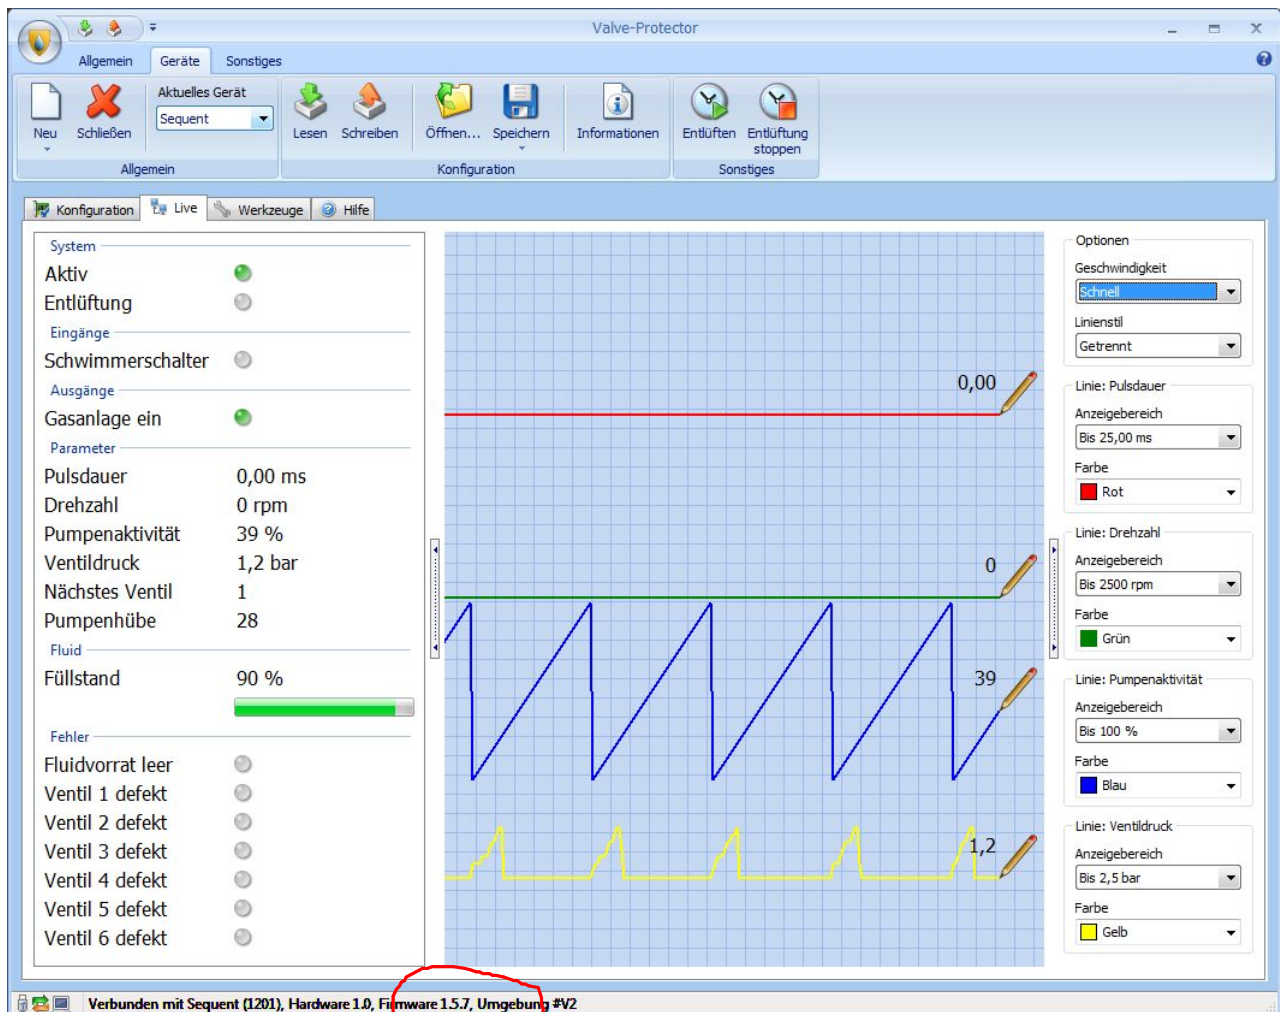 Valve-Protector
Allgemein Geräte Sonstiges
Neu
Schließen
Aktuelles Gerät
Sequent
Allgemein
Lesen
Schreiben
Öffnen...
Speichern
Informationen
Konfiguration
Entlüften
Entlüftung
stoppen
Sonstiges
Konfiguration Live Werkzeuge Hilfe
System
Aktiv
Entlüftung
Eingänge
Schwimmerschalter
Ausgänge
Gasanlage ein
Parameter
Pulsdauer 0,00 ms
Drehzahl 0 rpm
Pumpenaktivität 39 %
Ventildruck 1,2 bar
Nächstes Ventil 1
Pumpenhübe 28
Fluid
Füllstand 90 %
Fehler
Fluidvorrat leer
Ventil 1 defekt
Ventil 2 defekt
Ventil 3 defekt
Ventil 4 defekt
Ventil 5 defekt
Ventil 6 defekt
0,00
0
39
1,2
Optionen
Geschwindigkeit
Schnell
Linienstil
Getrennt
Linie: Pulsdauer
Anzeigebereich
Bis 25,00 ms
Farbe
Rot
Linie: Drehzahl
Anzeigebereich
Bis 2500 rpm
Farbe
Grün
Linie: Pumpenaktivität
Anzeigebereich
Bis 100 %
Farbe
Blau
Linie: Ventildruck
Anzeigebereich
Bis 2,5 bar
Farbe
Gelb
Verbunden mit Sequent (1201), Hardware 1.0, Firmware 1.5.7, Umgebung #V2